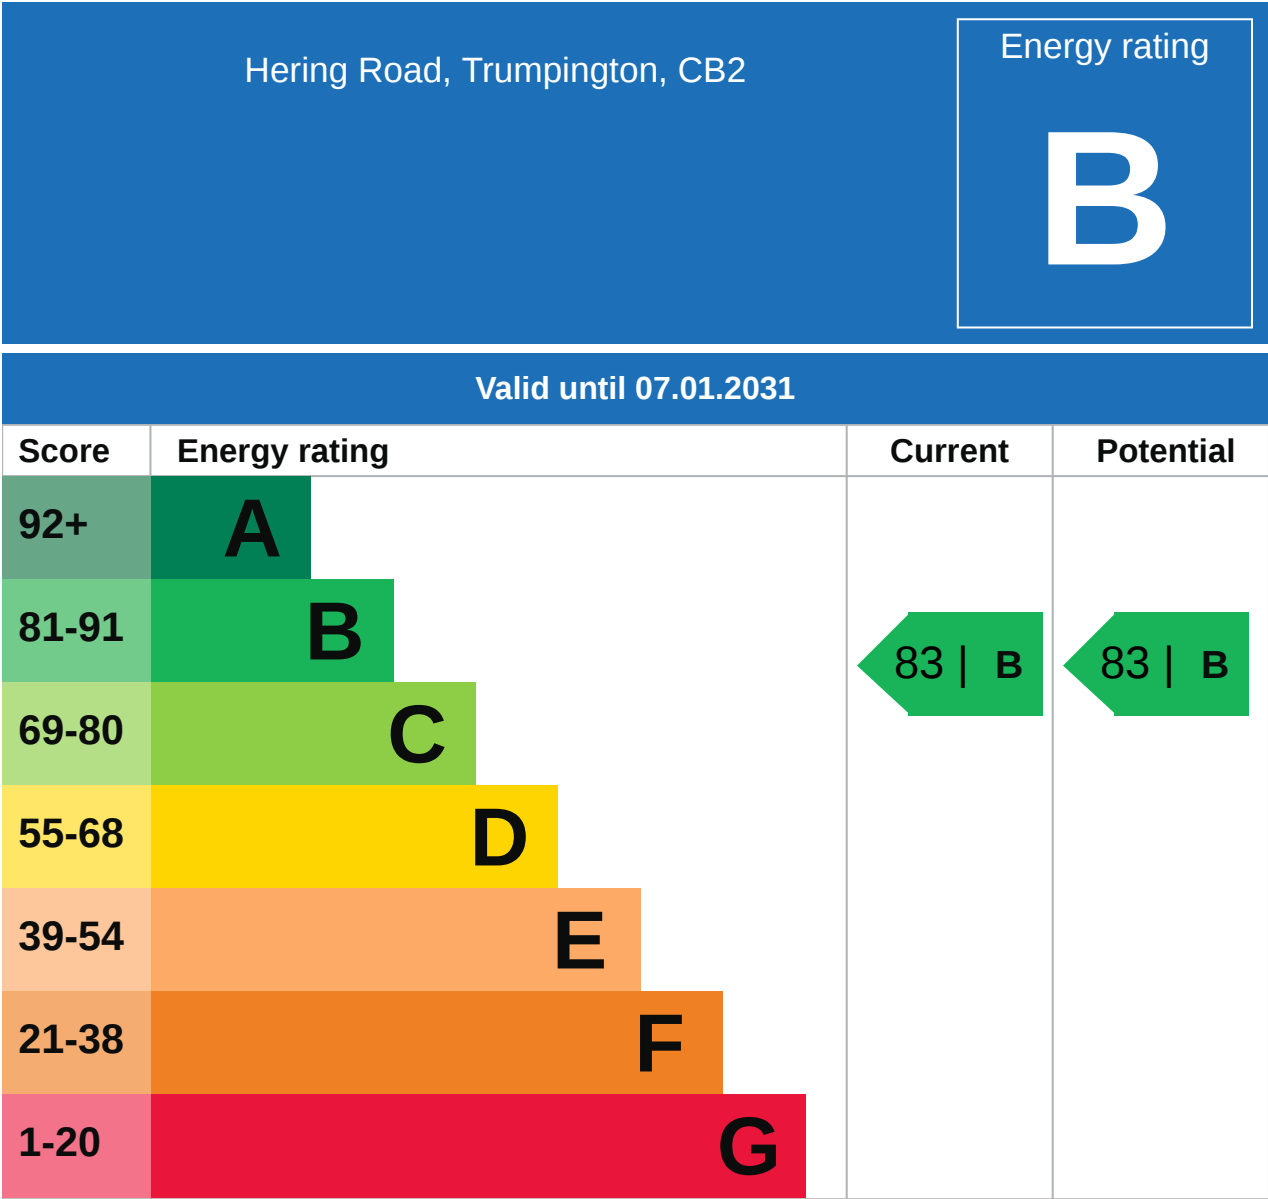 Hering Road, Trumpington, CB2
Energy rating
B
Valid until 07.01.2031
Score Energy rating Current Potential
92+ A
81-91 B
83 | B 83 | B
69-80 C
55-68 D
39-54 E
21-38 F
1-20 G